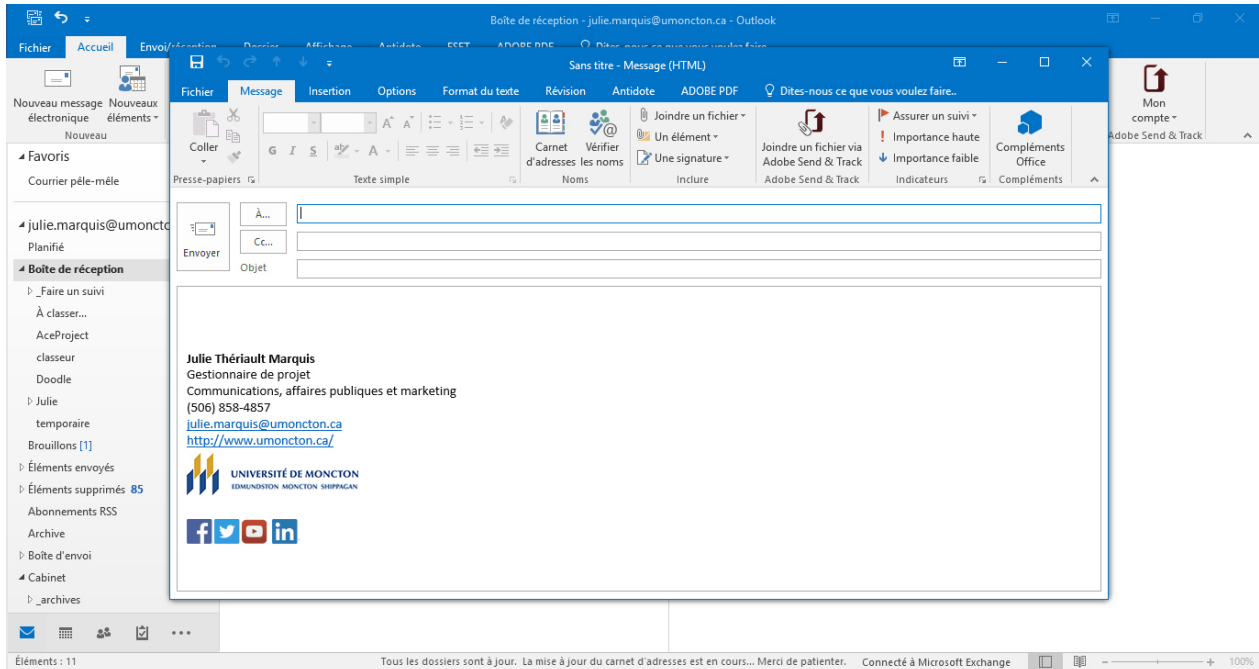 Boîte de réception - julie.marquis@umoncton.ca - Outlook
Fichier Accueil
Sans titre - Message (HTML)
Fichier Message Insertion Options Format du texte Révision Antidote ADOBE PDF Dites-nous ce que vous voulez faire..
Nouveau message électronique
Nouveaux éléments
Nouveau
Coller
Presse-papiers
G I S A
Texte simple
Carnet d'adresses
Vérifier les noms
Noms
Joindre un fichier
Un élément
Une signature
Inclure
Joindre un fichier via Adobe Send & Track
Adobe Send & Track
Assurer un suivi
! Importance haute
Importance faible
Indicateurs
Compléments Office
Compléments
Mon compte
Adobe Send & Track
Favoris
Courrier pêle-mêle
julie.marquis@umoncto
Planifié
Boîte de réception
_Faire un suivi
À classer...
AceProject
classeur
Doodle
Julie
temporaire
Brouillons [1]
Éléments envoyés
Éléments supprimés 85
Abonnements RSS
Archive
Boîte d'envoi
Cabinet
_archives
Envoyer
À...
Cc...
Objet
Julie Thériault Marquis
Gestionnaire de projet
Communications, affaires publiques et marketing
(506) 858-4857
julie.marquis@umoncton.ca
http://www.umoncton.ca/
UNIVERSITÉ DE MONCTON
EDMUNDSTON MONCTON SHIPPAGAN
f in
Éléments : 11
Tous les dossiers sont à jour. La mise à jour du carnet d'adresses est en cours... Merci de patienter. Connecté à Microsoft Exchange
100%